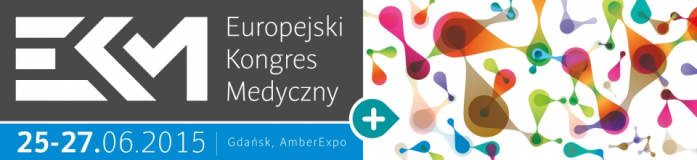 EKM
Europejski
Kongres
Medyczny
25-27.06.2015 | Gdańsk, AmberExpo